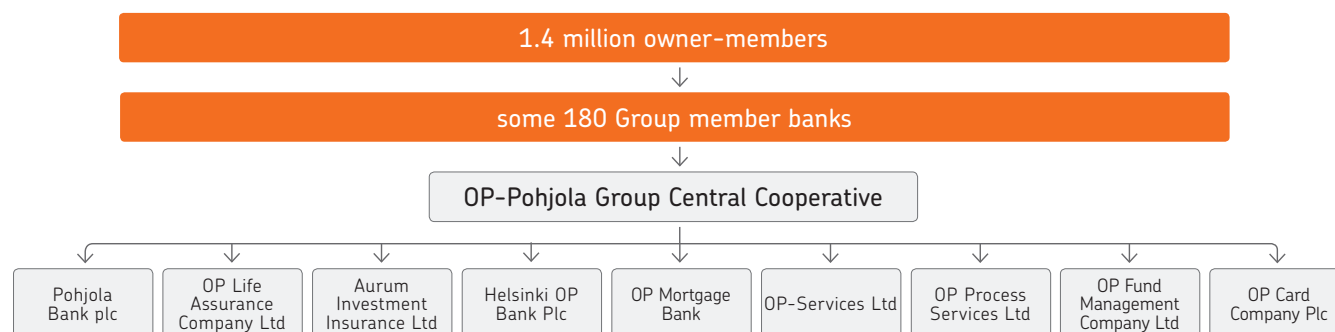 1.4 million owner-members
some 180 Group member banks
OP-Pohjola Group Central Cooperative
Pohjola
Bank plc
OP Life
Assurance
Company Ltd
Aurum
Investment
Insurance Ltd
Helsinki OP
Bank Plc
OP Mortgage
Bank
OP-Services Ltd
OP Process
Services Ltd
OP Fund
Management
Company Ltd
OP Card
Company Plc